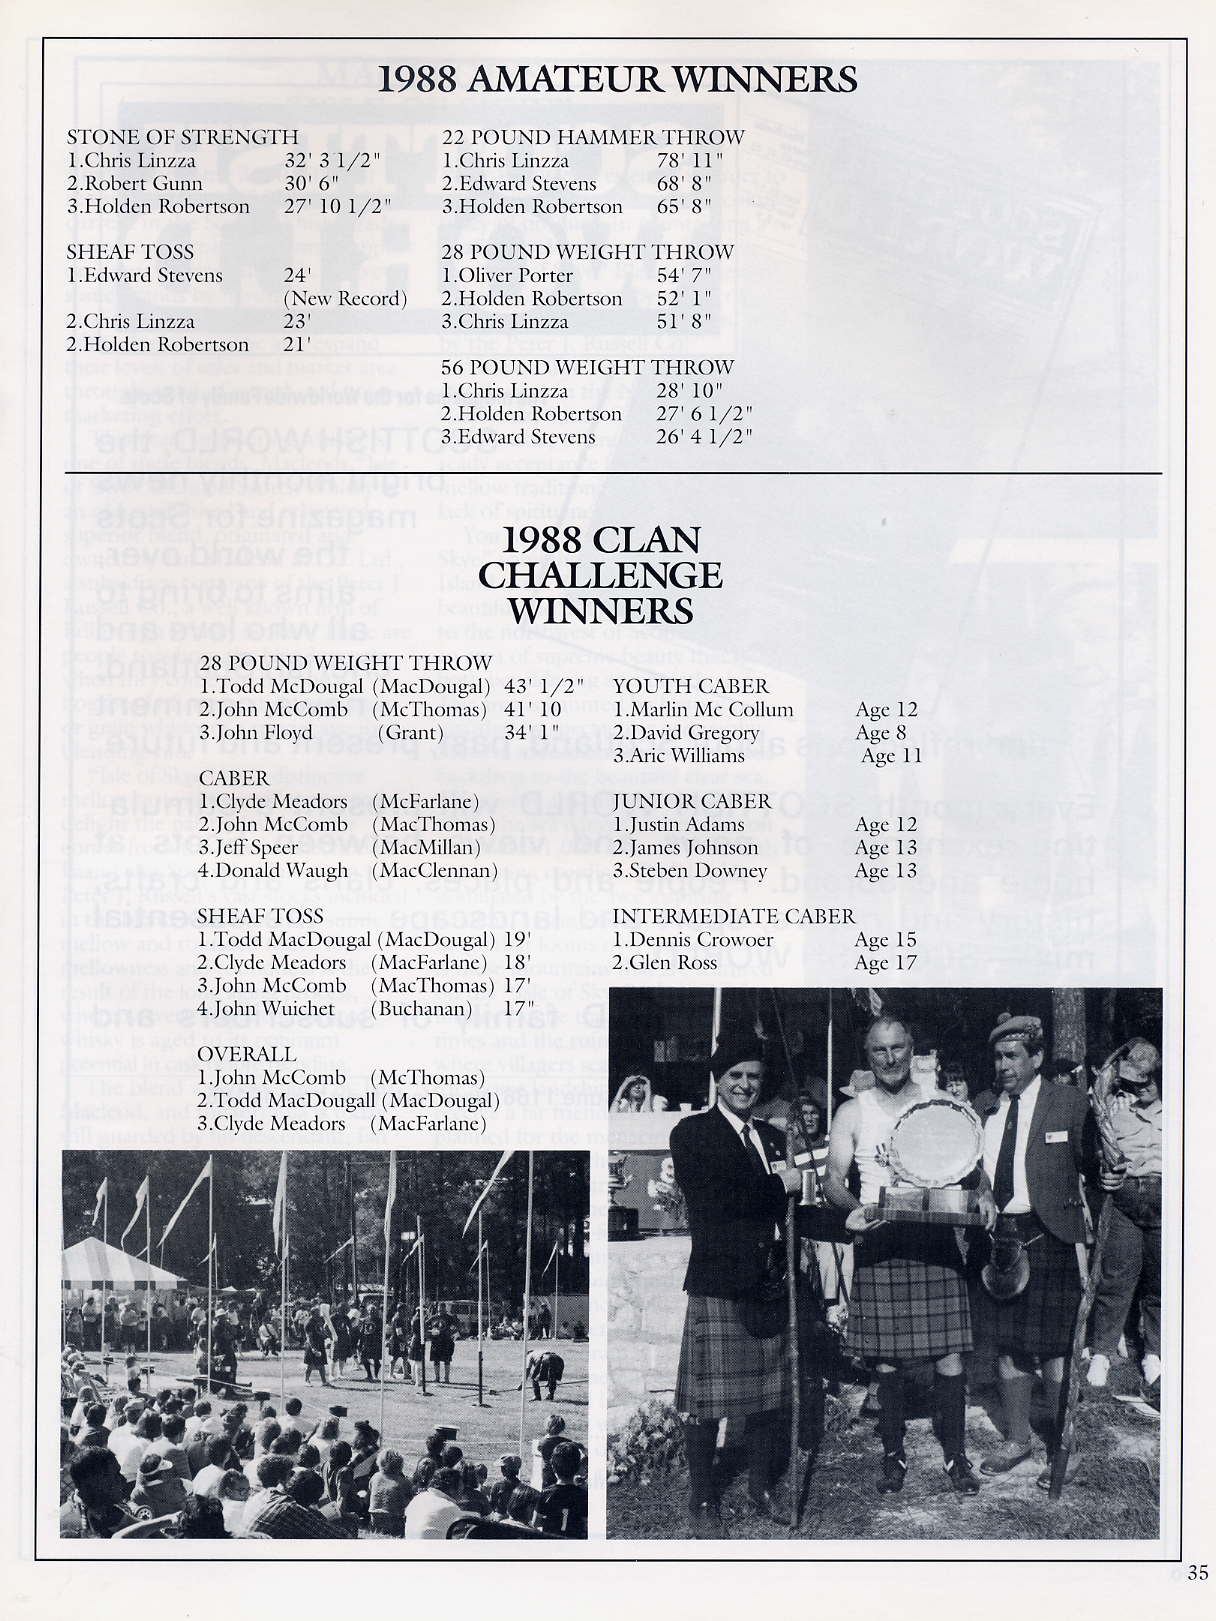 1988 AMATEUR WINNERS
STONE OF STRENGTH
1.Chris Linzza 32' 3 1/2"
2.Robert Gunn 30' 6"
3.Holden Robertson 27' 10 1/2"
SHEAF TOSS
1.Edward Stevens 24'
(New Record)
2.Chris Linzza 23'
2.Holden Robertson 21'
22 POUND HAMMER THROW
1.Chris Linzza 78' 11"
2.Edward Stevens 68' 8"
3.Holden Robertson 65' 8"
28 POUND WEIGHT THROW
1.Oliver Porter 54' 7"
2.Holden Robertson 52' 1"
3.Chris Linzza 51' 8"
56 POUND WEIGHT THROW
1.Chris Linzza 28' 10"
2.Holden Robertson 27' 6 1/2"
3.Edward Stevens 26' 4 1/2"
1988 CLAN
CHALLENGE
WINNERS
28 POUND WEIGHT THROW
1.Todd McDougal (MacDougal) 43' 1/2"
2.John McComb (McThomas) 41' 10
3.John Floyd (Grant) 34' 1"
CABER
1.Clyde Meadors (McFarlane)
2.John McComb (MacThomas)
3.Jeff Speer (MacMillan)
4.Donald Waugh (MacClennan)
SHEAF TOSS
1.Todd MacDougal (MacDougal) 19'
2.Clyde Meadors (MacFarlane) 18'
3.John McComb (MacThomas) 17'
4.John Wuichet (Buchanan) 17"
OVERALL
1.John McComb (McThomas)
2.Todd MacDougall (MacDougal)
3.Clyde Meadors (MacFarlane)
YOUTH CABER
1.Marlin Mc Collum Age 12
2.David Gregory Age 8
3.Aric Williams Age 11
JUNIOR CABER
1.Justin Adams Age 12
2.James Johnson Age 13
3.Steben Downey Age 13
INTERMEDIATE CABER
1.Dennis Crowoer Age 15
2.Glen Ross Age 17
35